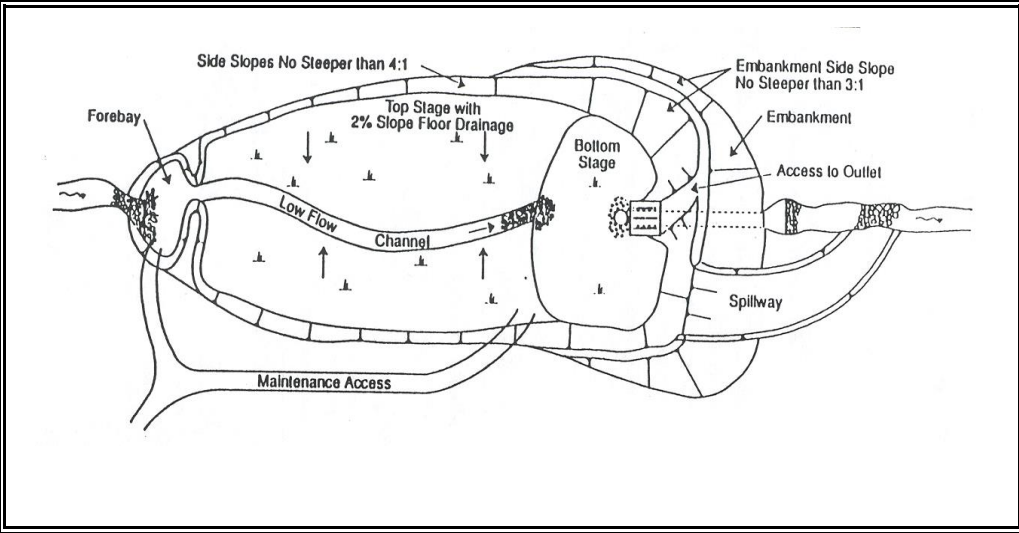 Side Slopes No Steeper than 4:1
Embankment Side Slope
No Steeper than 3:1
Forebay
Top Stage with
2% Slope Floor Drainage
Embankment
Bottom
Stage
Access to Outlet
Low Flow
Channel
Spillway
Maintenance Access